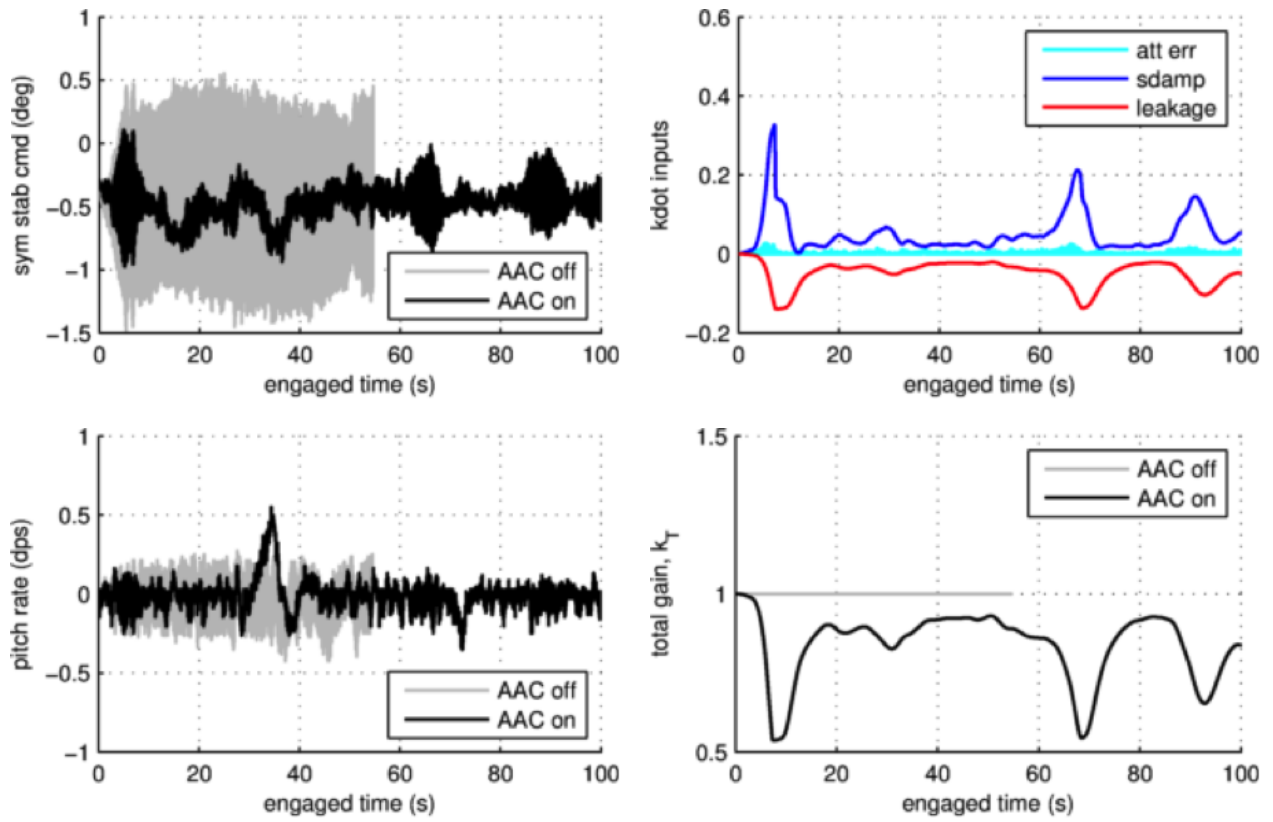 1
0.5
0
−0.5
−1
−1.5
sym stab cmd (deg)
AAC off
AAC on
0
20
40
60
80
100
engaged time (s)
0.6
0.4
0.2
0
−0.2
kdot inputs
att err
sdamp
leakage
0
20
40
60
80
100
engaged time (s)
1
0.5
0
−0.5
−1
pitch rate (dps)
AAC off
AAC on
0
20
40
60
80
100
engaged time (s)
1.5
1
0.5
total gain, k_T
AAC off
AAC on
0
20
40
60
80
100
engaged time (s)